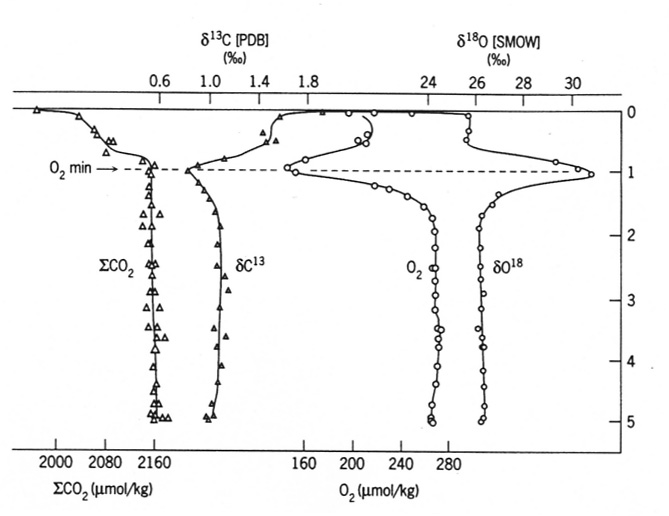 δ¹³C [PDB] δ¹⁸O [SMOW]
(‰) (‰)
0.6 1.0 1.4 1.8 24 26 28 30
0
O₂ min → 1
2
ΣCO₂ δC¹³ O₂ δO¹⁸
3
4
5
2000 2080 2160 160 200 240 280
ΣCO₂ (μmol/kg) O₂ (μmol/kg)